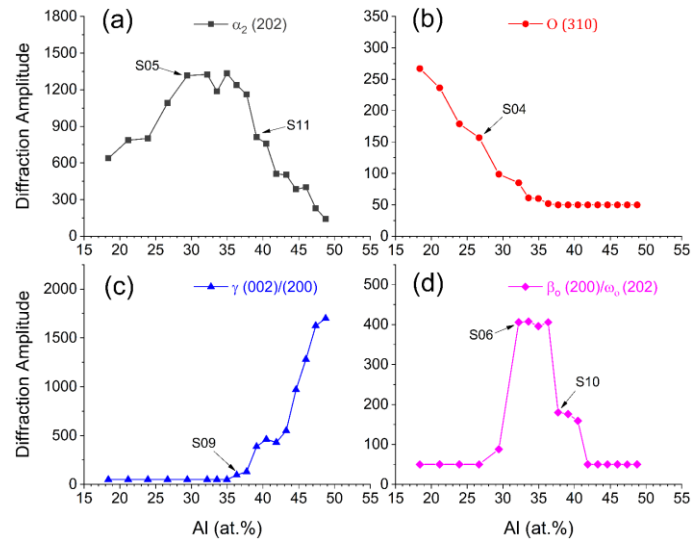 (a)
α₂ (202)
S05
S11
Diffraction Amplitude
1800
1500
1200
900
600
300
0
15 20 25 30 35 40 45 50 55
(b)
O (310)
S04
350
300
250
200
150
100
50
0
15 20 25 30 35 40 45 50 55
(c)
γ (002)/(200)
S09
Diffraction Amplitude
2000
1500
1000
500
0
15 20 25 30 35 40 45 50 55
Al (at.%)
(d)
βₒ (200)/ωₒ (202)
S06
S10
500
400
300
200
100
0
15 20 25 30 35 40 45 50 55
Al (at.%)